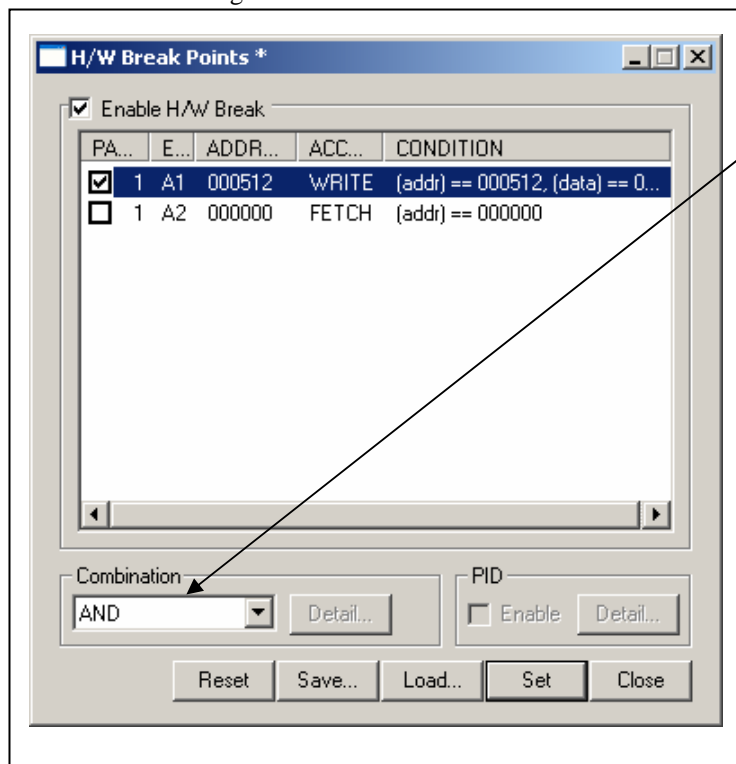 H/W Break Points *
Enable H/W Break
PA... E... ADDR... ACC... CONDITION
1 A1 000512 WRITE (addr) == 000512, (data) == 0...
1 A2 000000 FETCH (addr) == 000000
Combination PID
AND Detail... Enable Detail...
Reset Save... Load... Set Close